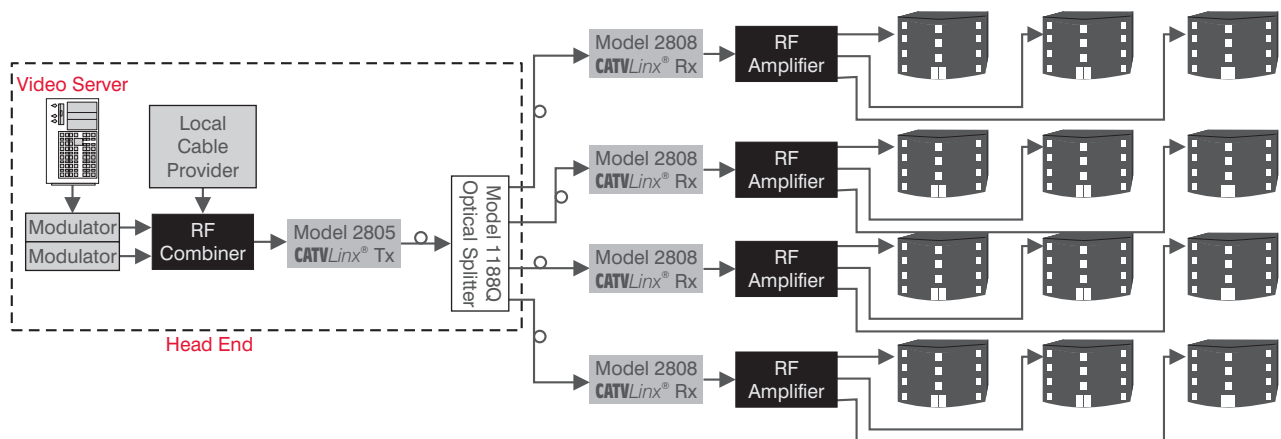 Video Server
Local
Cable
Provider
Modulator
Modulator
RF
Combiner
Model 2805
CATVLinx® Tx
Model 1188Q
Optical Splitter
Head End
Model 2808
CATVLinx® Rx
RF
Amplifier
Model 2808
CATVLinx® Rx
RF
Amplifier
Model 2808
CATVLinx® Rx
RF
Amplifier
Model 2808
CATVLinx® Rx
RF
Amplifier